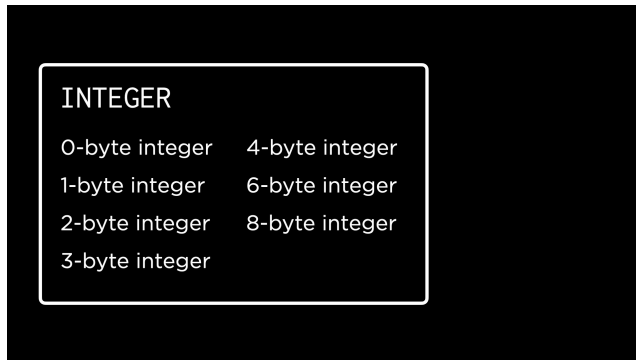 INTEGER
0-byte integer
1-byte integer
2-byte integer
3-byte integer
4-byte integer
6-byte integer
8-byte integer